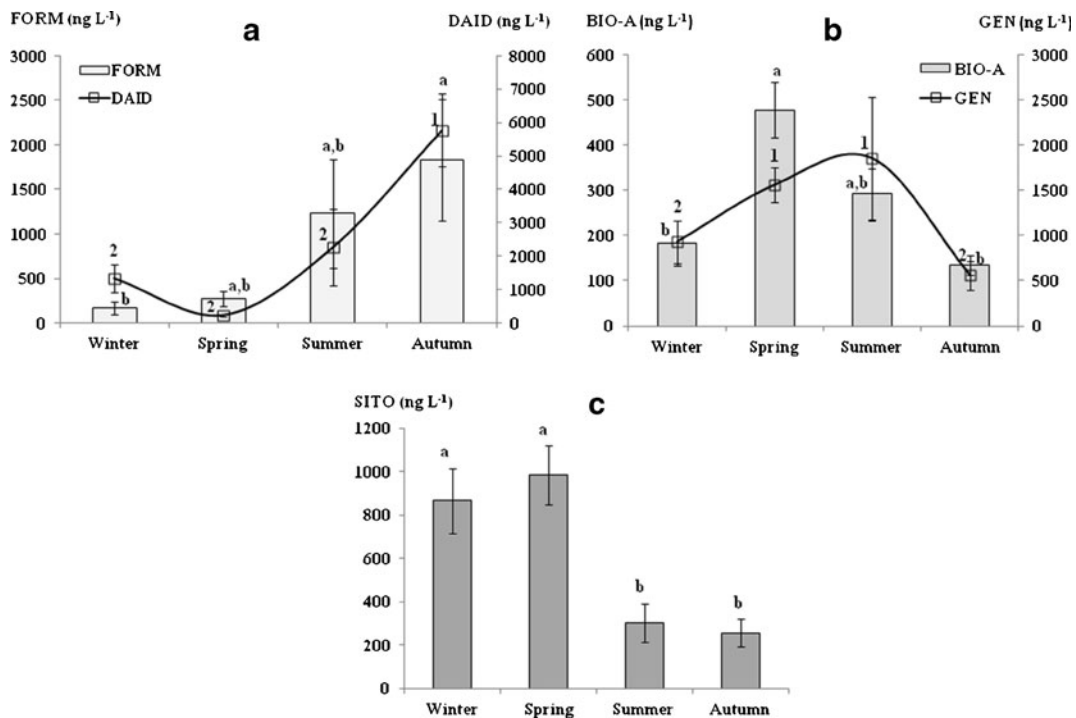 FORM (ng L-1) a DAID (ng L-1)
3000 8000
FORM
DAID
2500 7000
2000 6000
1500 5000
1000 4000
500 3000
0 2000
1000
0
2 b
2 a,b
2 a,b
1 a
Winter Spring Summer Autumn
BIO-A (ng L-1) b GEN (ng L-1)
600 3000
BIO-A
GEN
500 2500
400 2000
300 1500
200 1000
100 500
0 0
b 2
a 1
1 a,b
2 b
Winter Spring Summer Autumn
SITO (ng L-1) c
1200
1000
800
600
400
200
0
a a b b
Winter Spring Summer Autumn